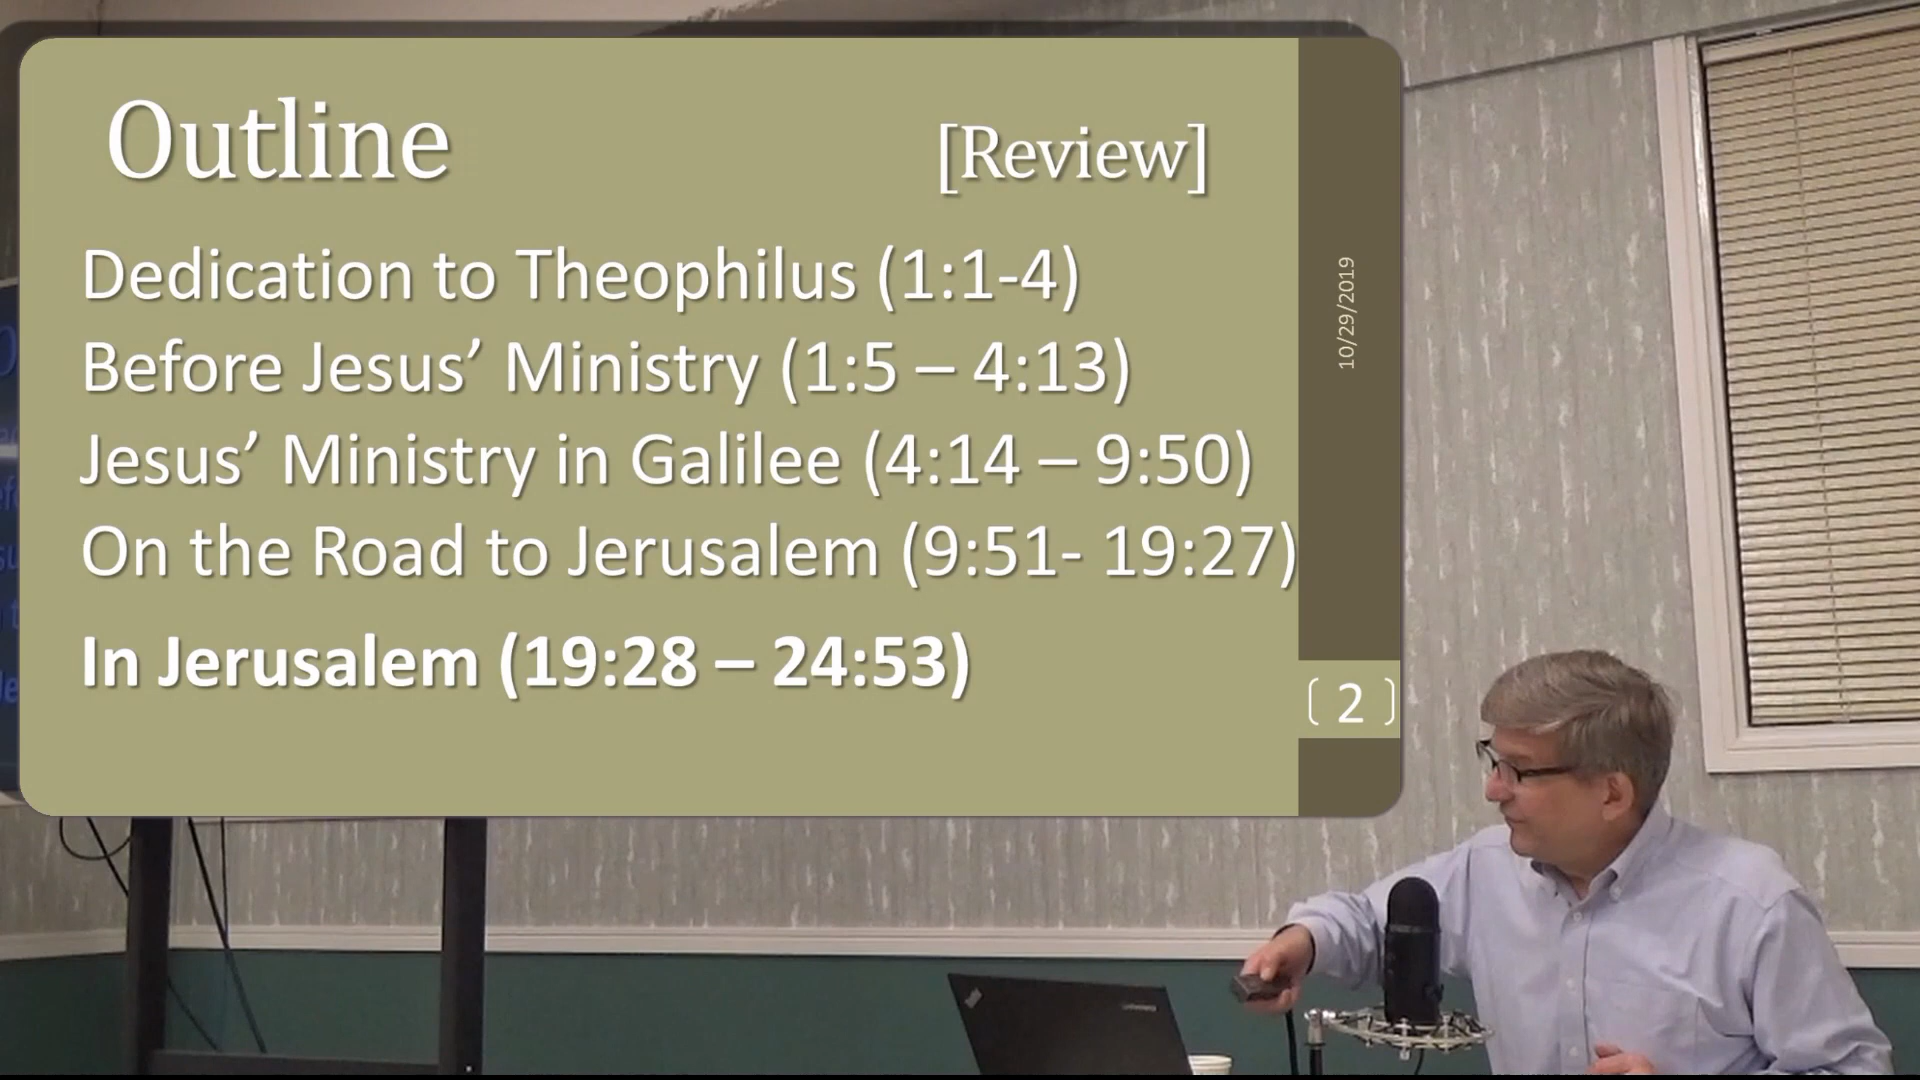 Outline [Review]
Dedication to Theophilus (1:1-4)
Before Jesus’ Ministry (1:5 – 4:13)
Jesus’ Ministry in Galilee (4:14 – 9:50)
On the Road to Jerusalem (9:51- 19:27)
In Jerusalem (19:28 – 24:53)
10/29/2019
2